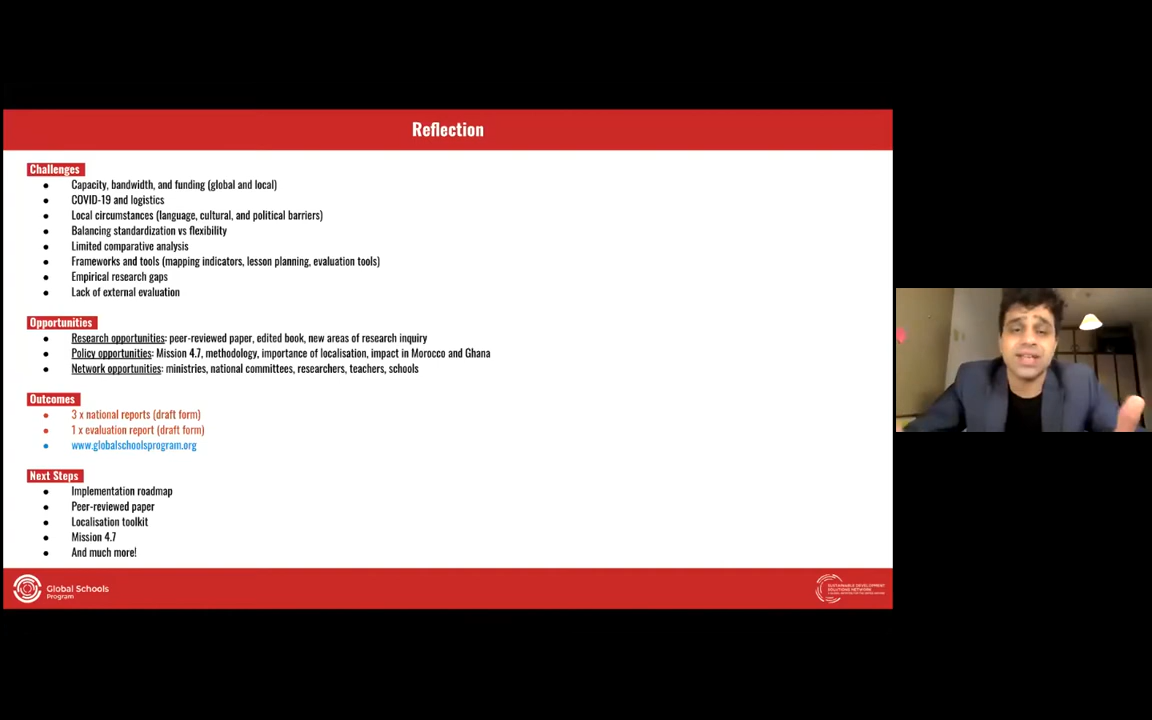 Reflection
Challenges
● Capacity, bandwidth, and funding (global and local)
● COVID-19 and logistics
● Local circumstances (language, cultural, and political barriers)
● Balancing standardization vs flexibility
● Limited comparative analysis
● Frameworks and tools (mapping indicators, lesson planning, evaluation tools)
● Empirical research gaps
● Lack of external evaluation
Opportunities
● Research opportunities: peer-reviewed paper, edited book, new areas of research inquiry
● Policy opportunities: Mission 4.7, methodology, importance of localisation, impact in Morocco and Ghana
● Network opportunities: ministries, national committees, researchers, teachers, schools
Outcomes
● 3 x national reports (draft form)
● 1 x evaluation report (draft form)
● www.globalschoolsprogram.org
Next Steps
● Implementation roadmap
● Peer-reviewed paper
● Localisation toolkit
● Mission 4.7
● And much more!
Global Schools
Program
SUSTAINABLE DEVELOPMENT
SOLUTIONS NETWORK